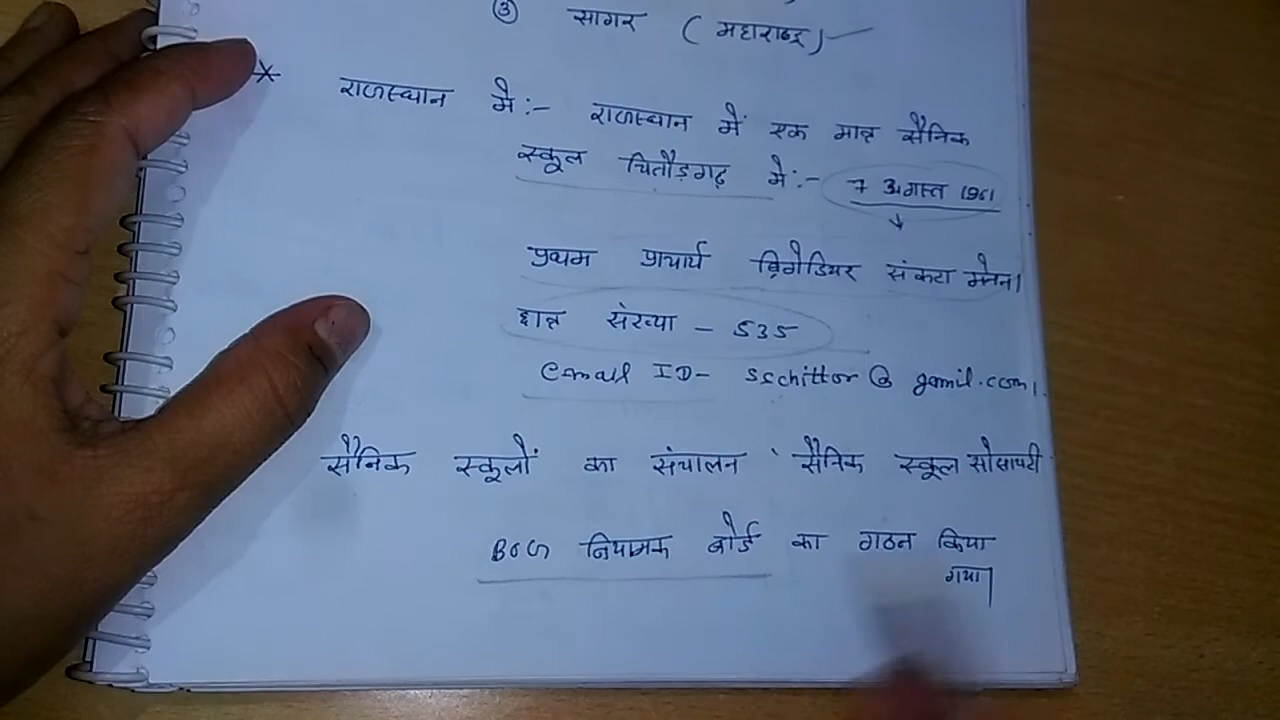 ③ सागर ( महाराष्ट्र )
* राजस्थान में :- राजस्थान में एक मात्र सैनिक
स्कूल चितौड़गढ़ में :- 7 अगस्त 1961
प्रथम प्राचार्य ब्रिगेडियर संकटा मेनन।
छात्र संख्या - 535
email ID- sschittor @ gamil.com।
सैनिक स्कूलों का संचालन सैनिक स्कूल सोसायटी
BOG नियामक बोर्ड का गठन किया
गया|